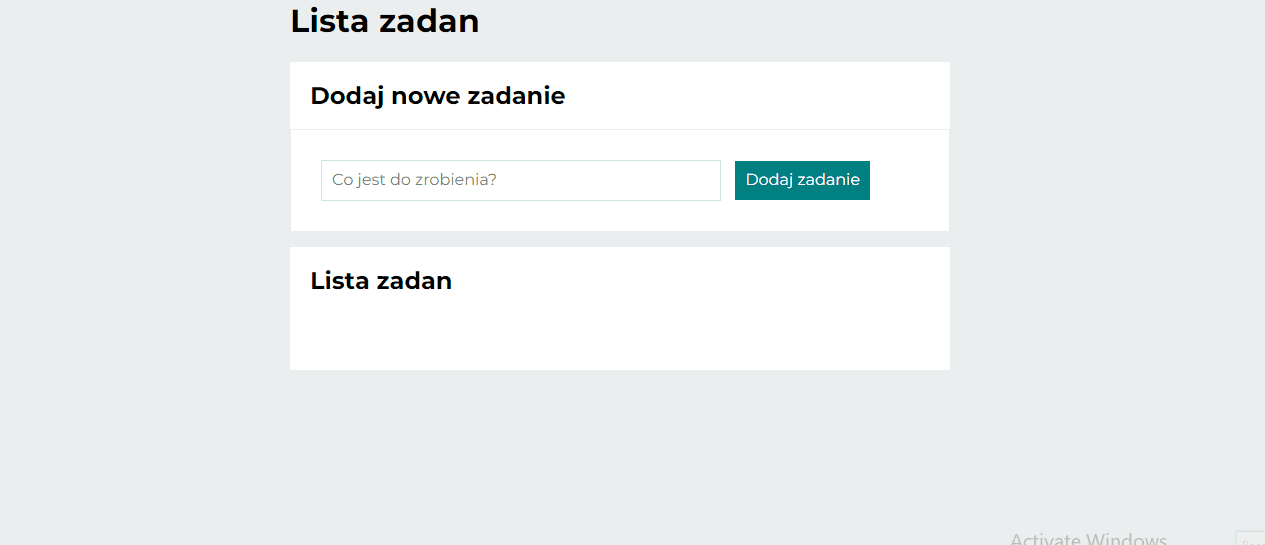 Lista zadan
Dodaj nowe zadanie
Co jest do zrobienia?
Dodaj zadanie
Lista zadan
Activate Windows